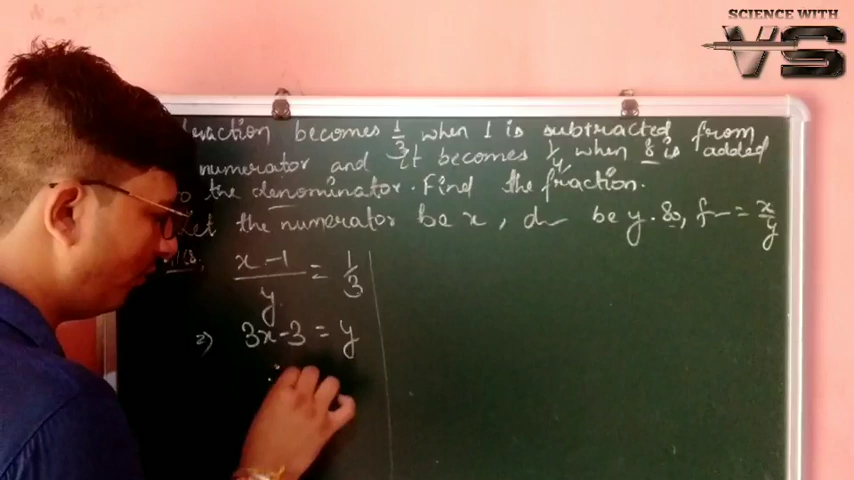 SCIENCE WITH
VS
fraction becomes 1/3 when 1 is subtracted from
numerator and it becomes 1/4 when 8 is added
to the denominator. Find the fraction.
Let the numerator be x, d~ be y. So, f~ = x/y
(x-1)/y = 1/3
⇒ 3x-3 = y